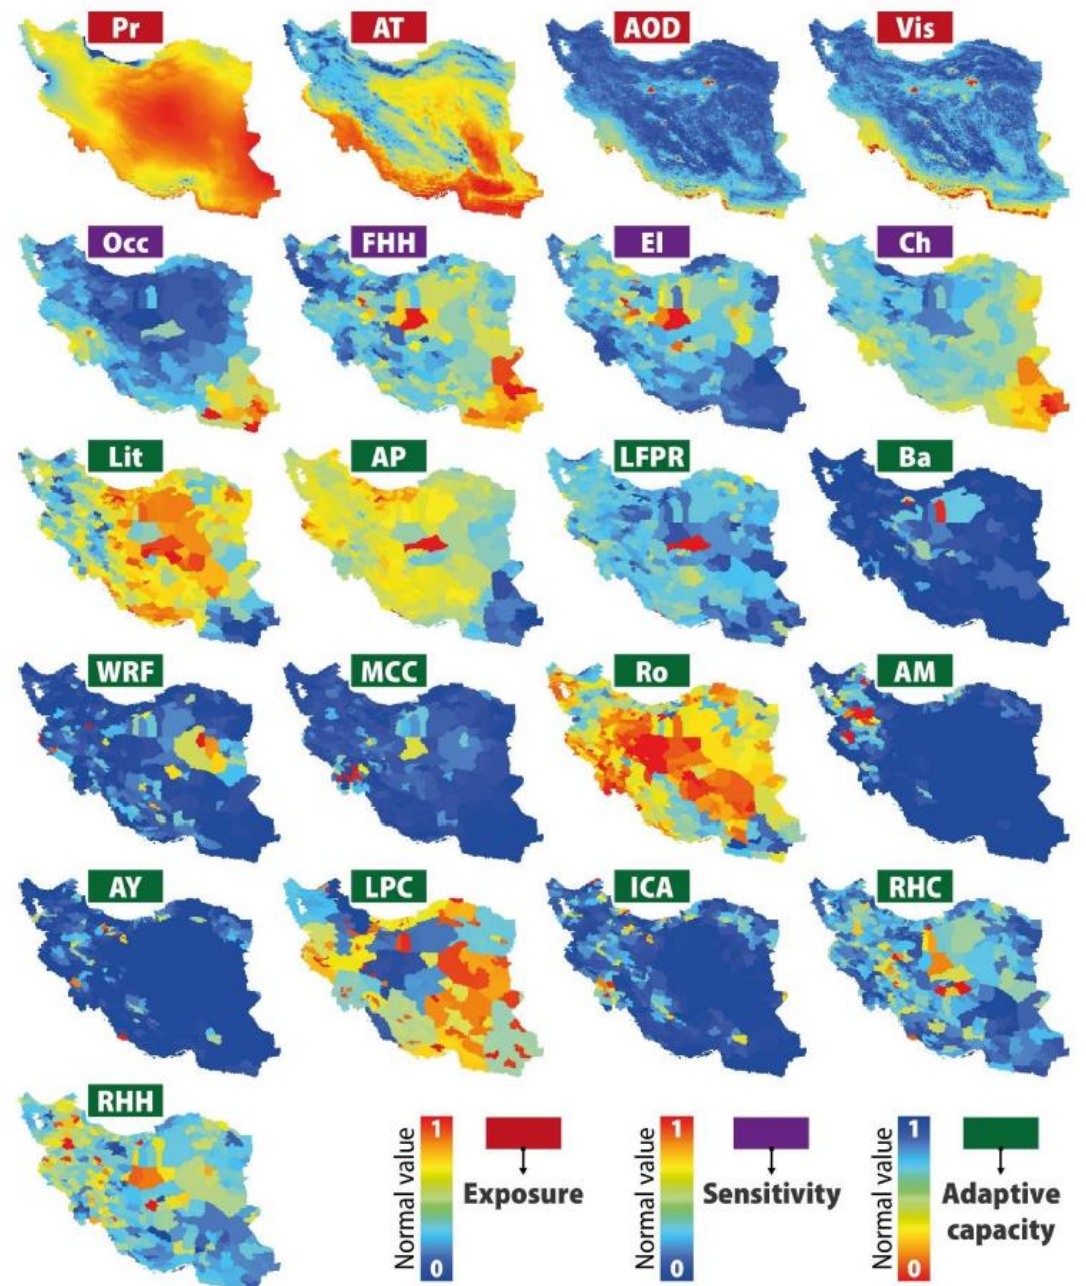 Pr AT AOD Vis
Occ FHH EI Ch
Lit AP LFPR Ba
WRF MCC Ro AM
AY LPC ICA RHC
RHH
Normal value
1
0
Exposure
Normal value
1
0
Sensitivity
Normal value
1
0
Adaptive
capacity